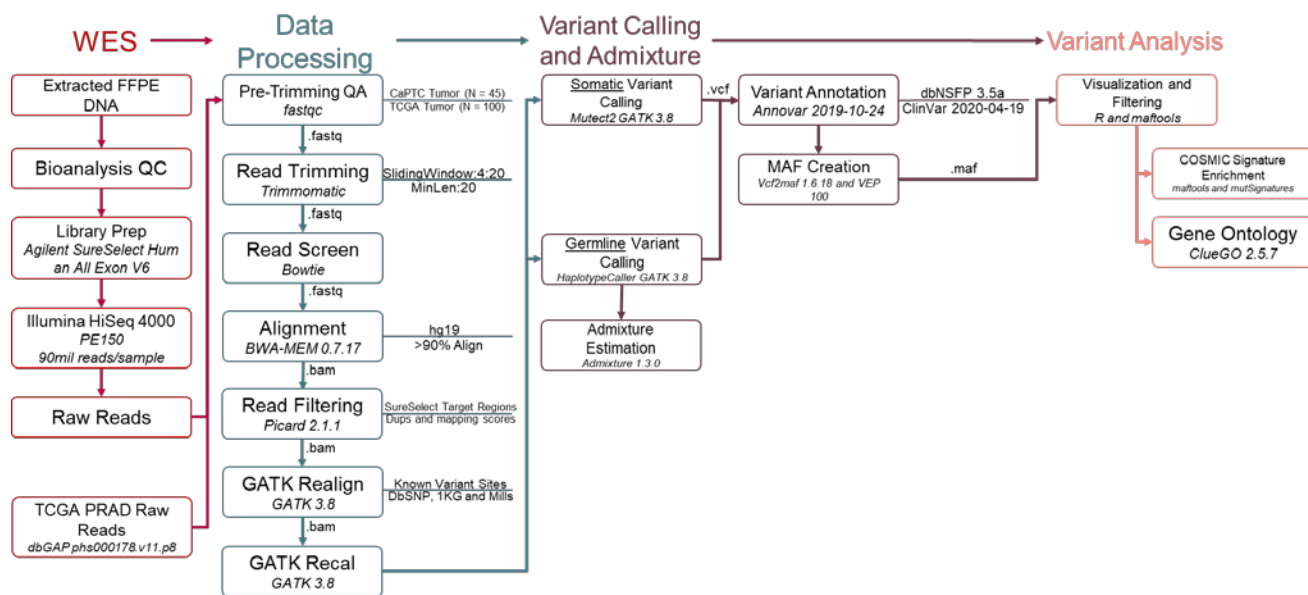 WES
Extracted FFPE
DNA
Bioanalysis QC
Library Prep
Agilent SureSelect Hum
an All Exon V6
Illumina HiSeq 4000
PE150
90mil reads/sample
Raw Reads
TCGA PRAD Raw
Reads
dbGAP phs000178.v11.p8
Data
Processing
Pre-Trimming QA
fastqc
CaPTC Tumor (N = 45)
TCGA Tumor (N = 100)
.fastq
Read Trimming
Trimmomatic
SlidingWindow:4:20
MinLen:20
.fastq
Read Screen
Bowtie
.fastq
Alignment
BWA-MEM 0.7.17
hg19
>90% Align
.bam
Read Filtering
Picard 2.1.1
SureSelect Target Regions
Dups and mapping scores
.bam
GATK Realign
GATK 3.8
Known Variant Sites
DbSNP, 1KG and Mills
.bam
GATK Recal
GATK 3.8
Variant Calling
and Admixture
Somatic Variant
Calling
Mutect2 GATK 3.8
.vcf
Germline Variant
Calling
HaplotypeCaller GATK 3.8
Admixture
Estimation
Admixture 1.3.0
Variant Annotation
Annovar 2019-10-24
dbNSFP 3.5a
ClinVar 2020-04-19
MAF Creation
Vcf2maf 1.6.18 and VEP
100
.maf
Variant Analysis
Visualization and
Filtering
R and maftools
COSMIC Signature
Enrichment
maftools and mutSignatures
Gene Ontology
ClueGO 2.5.7